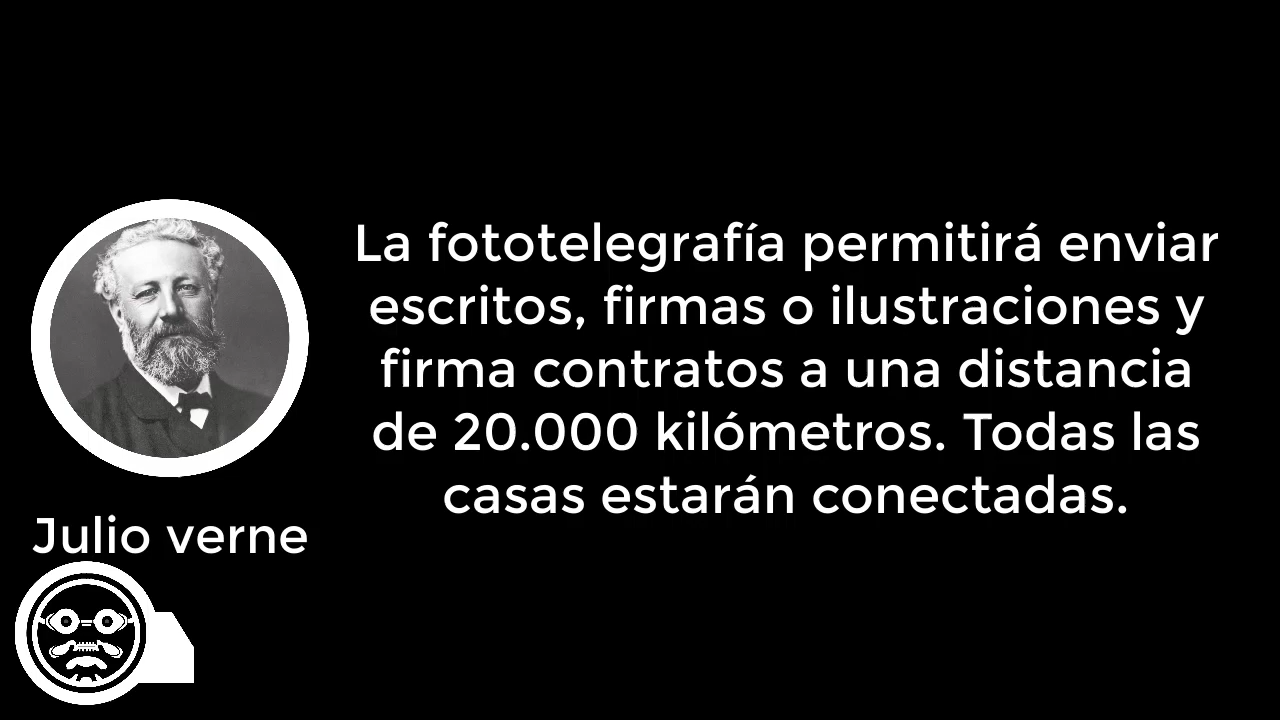 La fototelegrafía permitirá enviar
escritos, firmas o ilustraciones y
firma contratos a una distancia
de 20.000 kilómetros. Todas las
casas estarán conectadas.
Julio verne